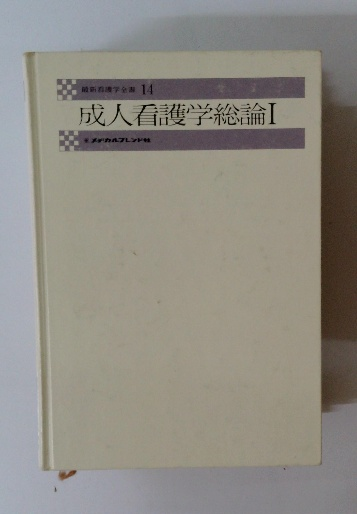 最新看護学全書 14
成人看護学総論Ⅰ
メヂカルフレンド社